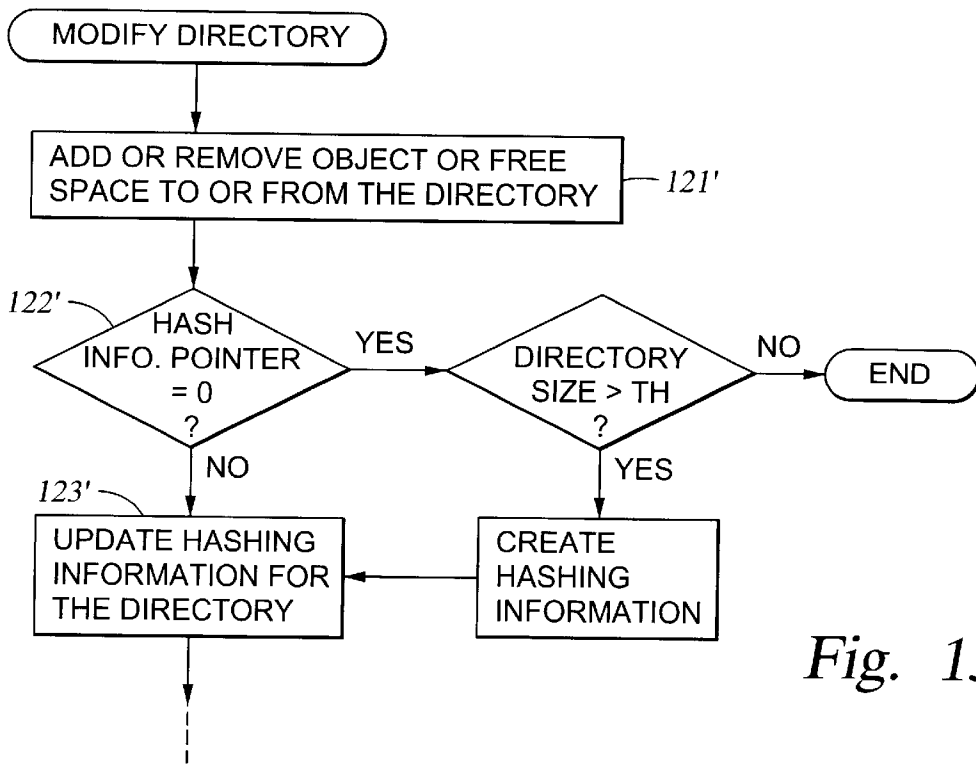 MODIFY DIRECTORY
ADD OR REMOVE OBJECT OR FREE
SPACE TO OR FROM THE DIRECTORY
121'
122'
HASH
INFO. POINTER
= 0
?
YES
DIRECTORY
SIZE > TH
?
NO
END
NO
YES
123'
UPDATE HASHING
INFORMATION FOR
THE DIRECTORY
CREATE
HASHING
INFORMATION
Fig.